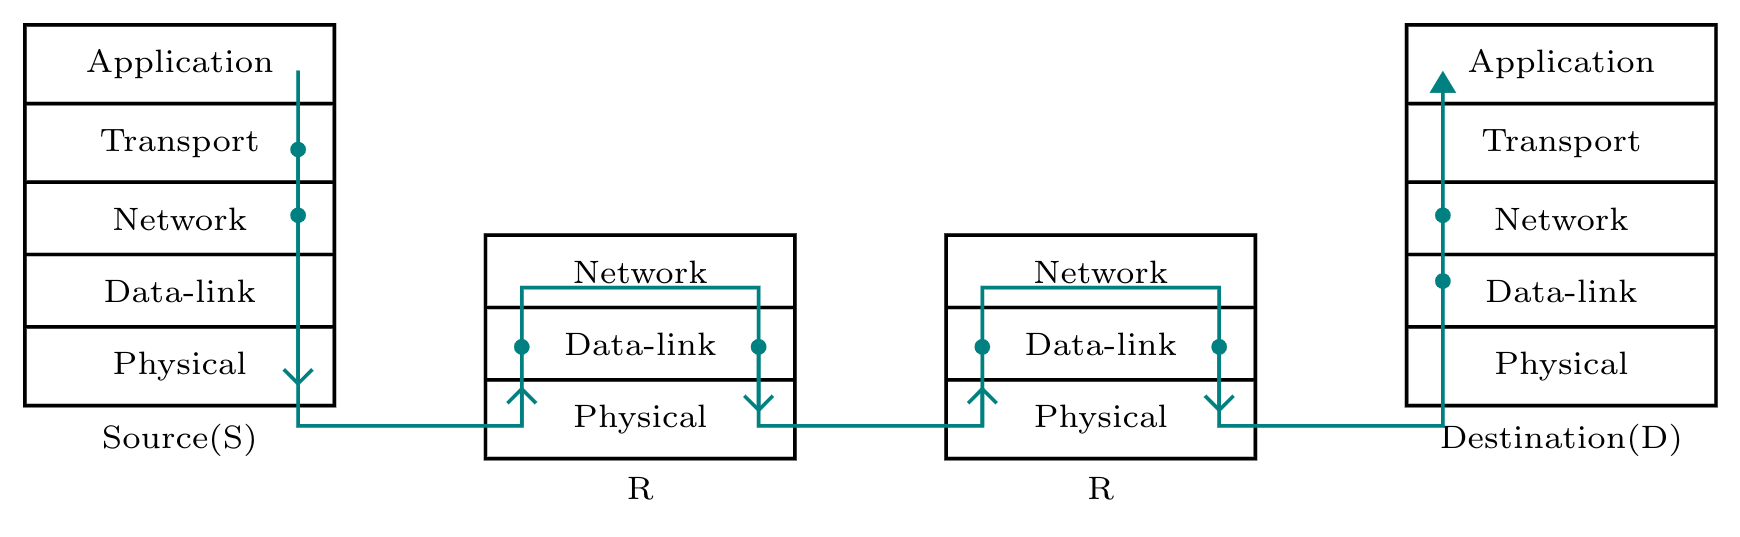 Application
Transport
Network
Data-link
Physical
Source(S)
Network
Data-link
Physical
R
Network
Data-link
Physical
R
Application
Transport
Network
Data-link
Physical
Destination(D)